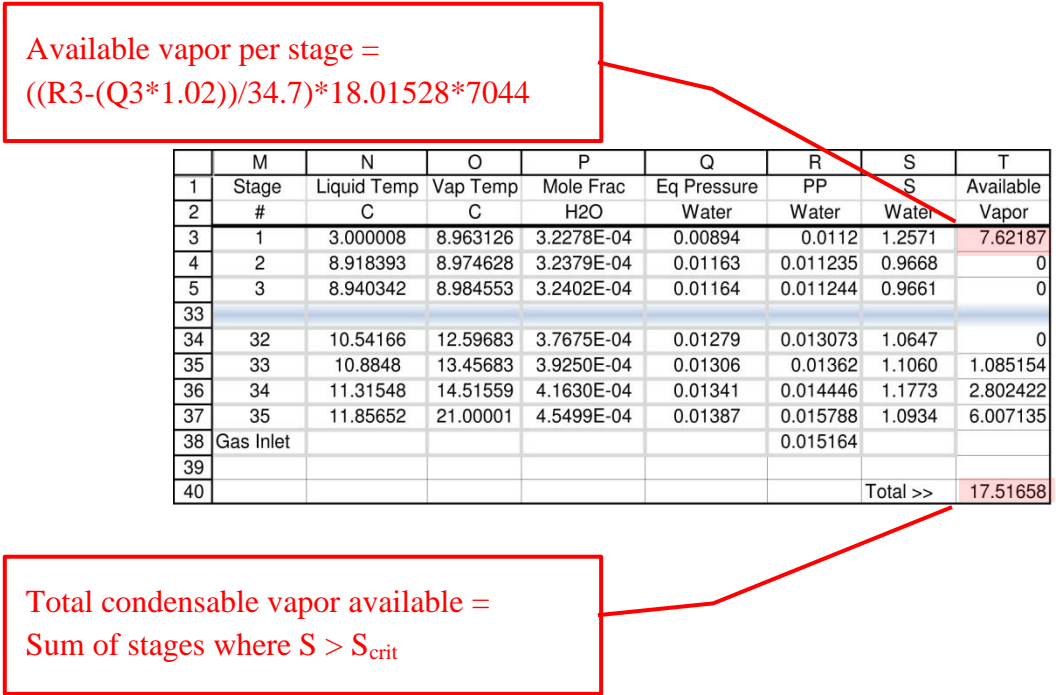 Available vapor per stage =
((R3-(Q3*1.02))/34.7)*18.01528*7044
M N O P Q R S T
1 Stage Liquid Temp Vap Temp Mole Frac Eq Pressure PP S Available
2 # C C H2O Water Water Water Vapor
3 1 3.000008 8.963126 3.2278E-04 0.00894 0.0112 1.2571 7.62187
4 2 8.918393 8.974628 3.2379E-04 0.01163 0.011235 0.9668 0
5 3 8.940342 8.984553 3.2402E-04 0.01164 0.011244 0.9661 0
33
34 32 10.54166 12.59683 3.7675E-04 0.01279 0.013073 1.0647 0
35 33 10.8848 13.45683 3.9250E-04 0.01306 0.01362 1.1060 1.085154
36 34 11.31548 14.51559 4.1630E-04 0.01341 0.014446 1.1773 2.802422
37 35 11.85652 21.00001 4.5499E-04 0.01387 0.015788 1.0934 6.007135
38 Gas Inlet 0.015164
39
40 Total >> 17.51658
Total condensable vapor available =
Sum of stages where S > Scrit